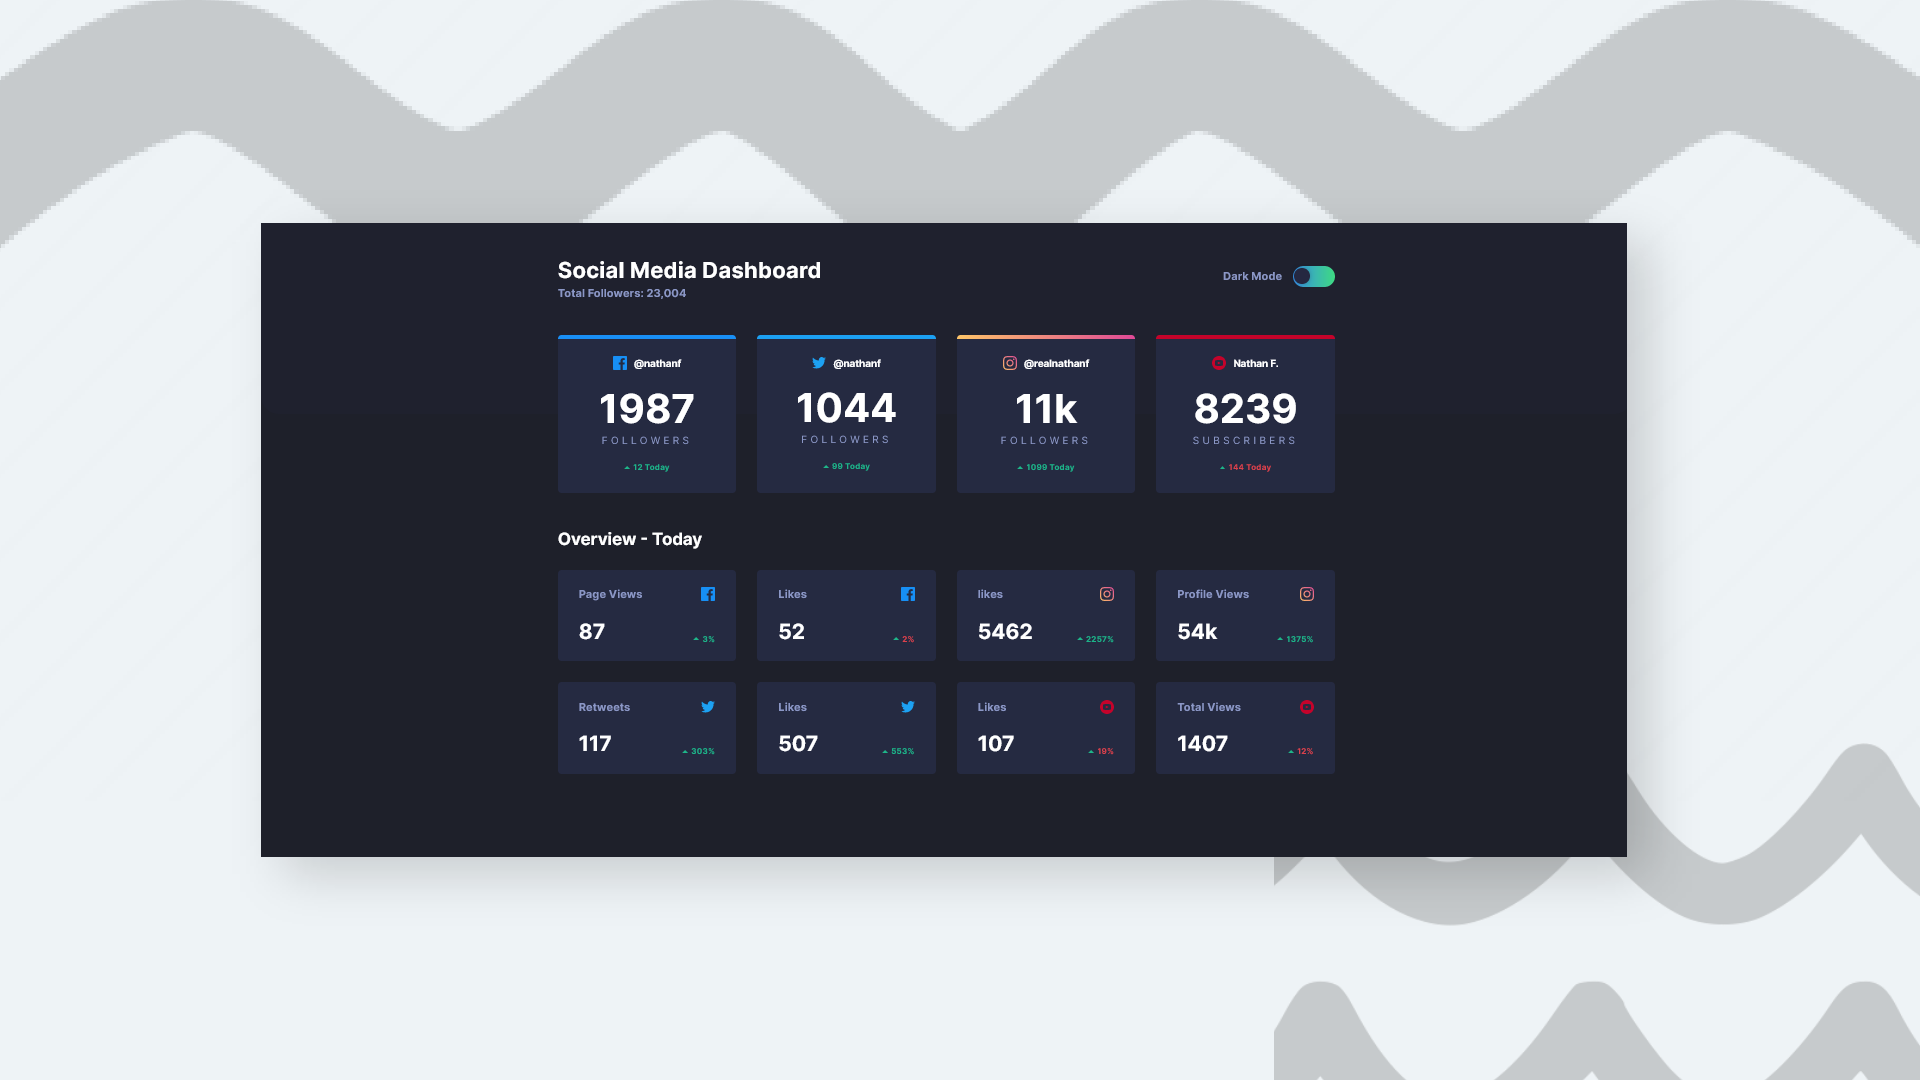 Social Media Dashboard
Total Followers: 23,004
Dark Mode
@nathanf
1987
FOLLOWERS
12 Today
@nathanf
1044
FOLLOWERS
99 Today
@realnathanf
11k
FOLLOWERS
1099 Today
Nathan F.
8239
SUBSCRIBERS
144 Today
Overview - Today
Page Views
87
3%
Likes
52
2%
likes
5462
2257%
Profile Views
54k
1375%
Retweets
117
303%
Likes
507
553%
Likes
107
19%
Total Views
1407
12%